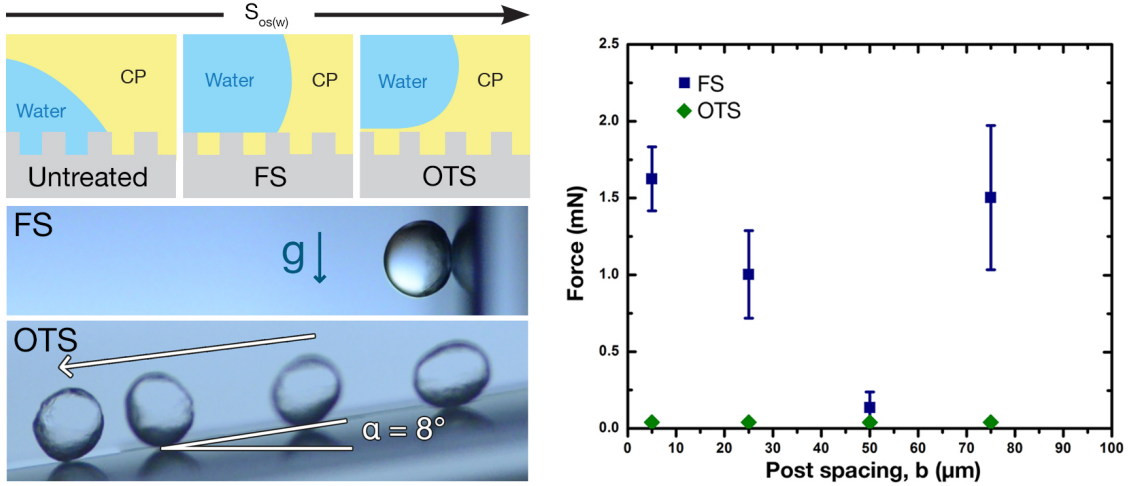 S os(w)
CP
Water
Untreated
Water
CP
FS
Water
CP
OTS
FS
g
OTS
α = 8°
2.5
2.0
1.5
1.0
0.5
0.0
Force (mN)
FS
OTS
0 10 20 30 40 50 60 70 80 90 100
Post spacing, b (μm)